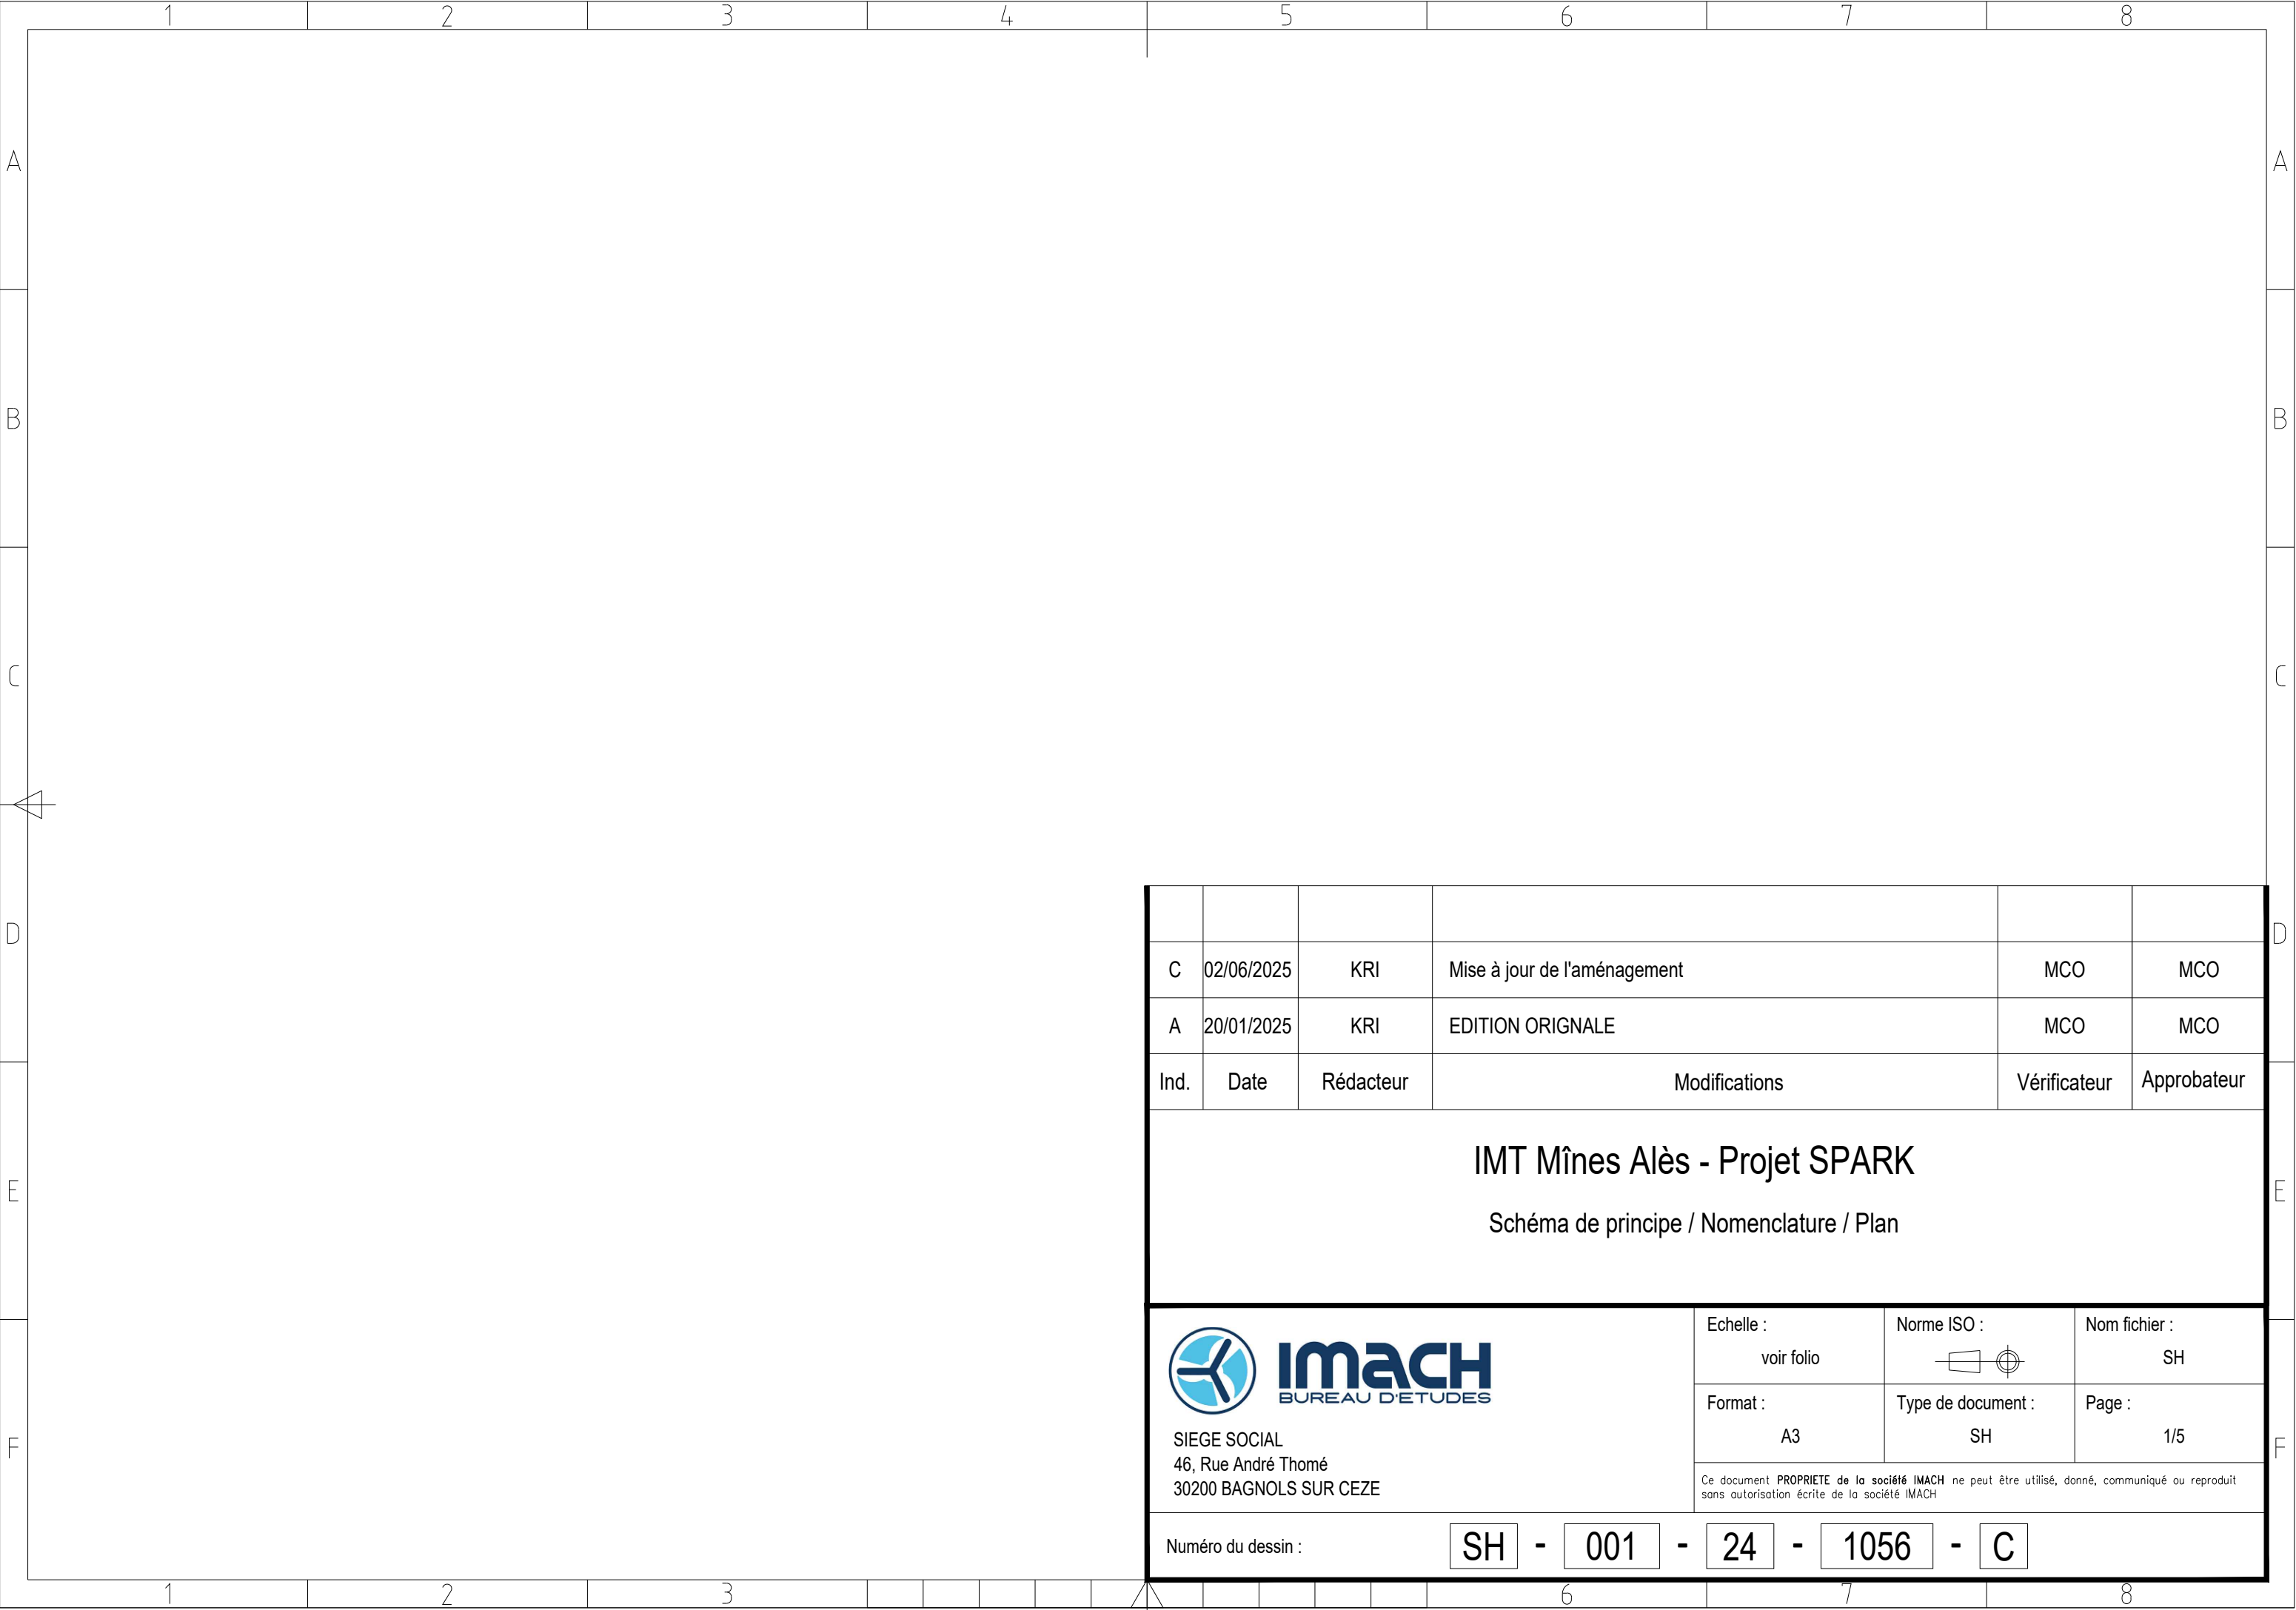 1 2 3 4 5 6 7 8
A A
B B
C C
D D
C 02/06/2025 KRI Mise à jour de l'aménagement MCO MCO
A 20/01/2025 KRI EDITION ORIGNALE MCO MCO
Ind. Date Rédacteur Modifications Vérificateur Approbateur
IMT Mînes Alès - Projet SPARK
E E
Schéma de principe / Nomenclature / Plan
IMACH
BUREAU D'ETUDES
SIEGE SOCIAL
46, Rue André Thomé
30200 BAGNOLS SUR CEZE
Echelle :
voir folio
Norme ISO :
Nom fichier :
SH
Format :
A3
Type de document :
SH
Page :
1/5
F F
Ce document PROPRIETE de la société IMACH ne peut être utilisé, donné, communiqué ou reproduit
sans autorisation écrite de la société IMACH
Numéro du dessin : SH - 001 - 24 - 1056 - C
1 2 3 6 7 8